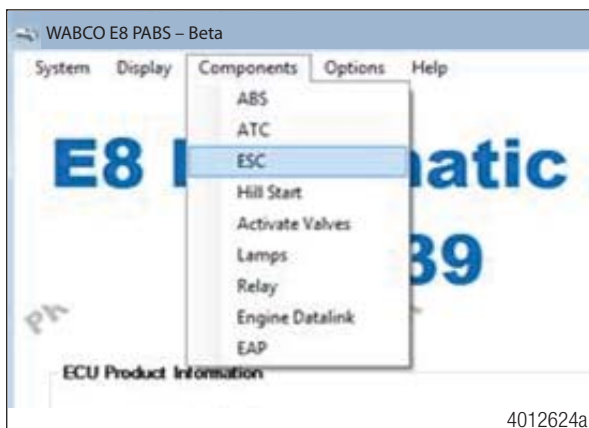 WABCO E8 PABS – Beta
System Display Components Options Help
ABS
ATC
ESC
E8 atic
Hill Start
Activate Valves
Lamps
39
Relay
Engine Datalink
EAP
ECU Product Information
4012624a